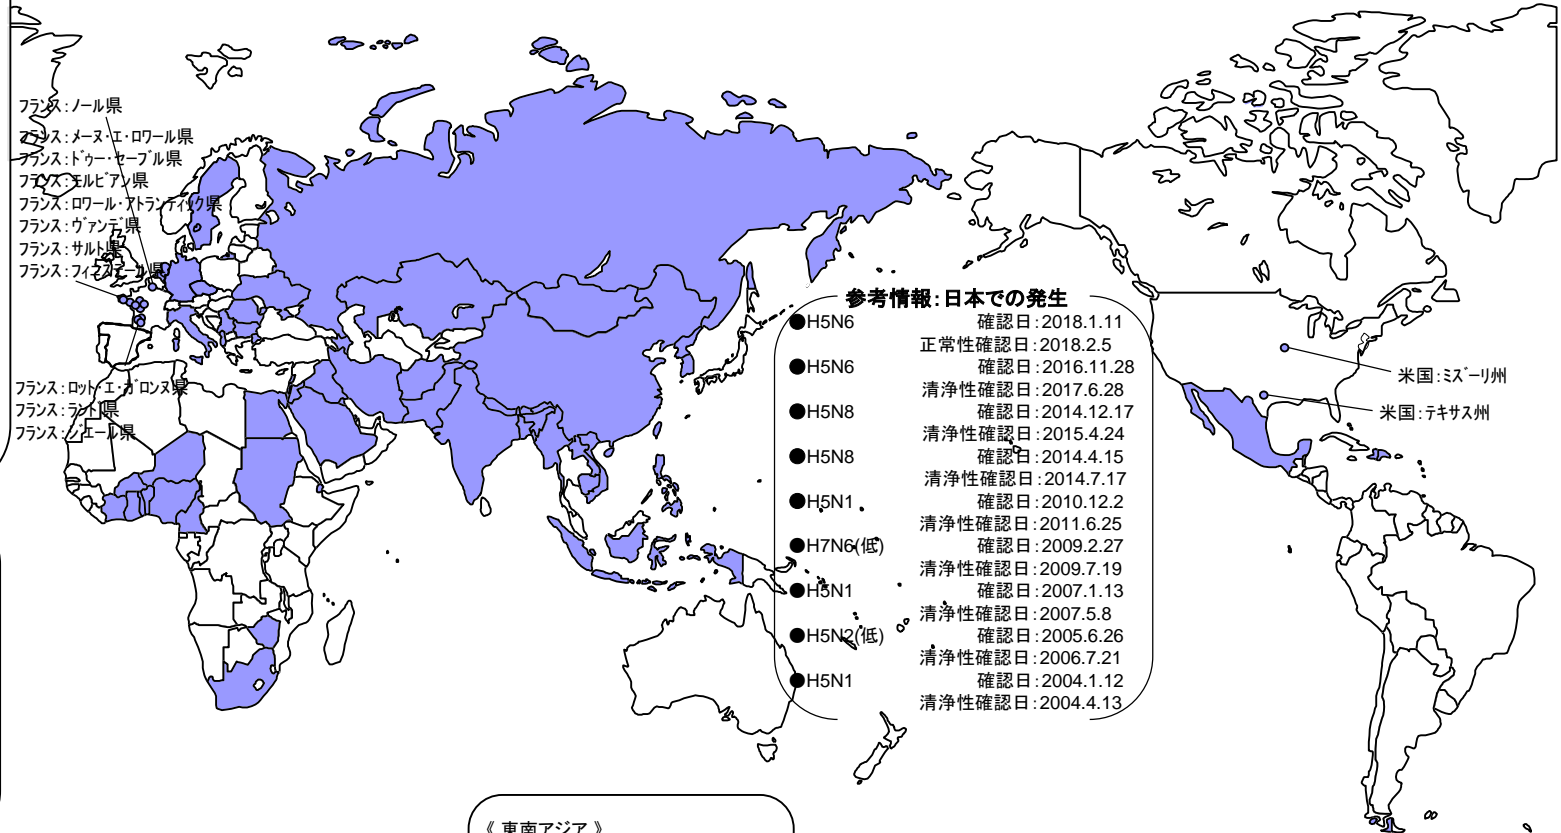 フランス:ノール県
フランス:メーヌ・エ・ロワール県
フランス:ドゥー・セーブル県
フランス:モルビアン県
フランス:ロワール・アトランティック県
フランス:ヴァンデ県
フランス:サルト県
フランス:フィニステール県
フランス:ロット・エ・ガロンヌ県
フランス:ランド県
フランス:ジェール県
参考情報:日本での発生
●H5N6 確認日:2018.1.11
正常性確認日:2018.2.5
●H5N6 確認日:2016.11.28
清浄性確認日:2017.6.28
●H5N8 確認日:2014.12.17
清浄性確認日:2015.4.24
●H5N8 確認日:2014.4.15
清浄性確認日:2014.7.17
●H5N1 確認日:2010.12.2
清浄性確認日:2011.6.25
●H7N6(低) 確認日:2009.2.27
清浄性確認日:2009.7.19
●H5N1 確認日:2007.1.13
清浄性確認日:2007.5.8
●H5N2(低) 確認日:2005.6.26
清浄性確認日:2006.7.21
●H5N1 確認日:2004.1.12
清浄性確認日:2004.4.13
米国:ミズーリ州
米国:テキサス州
《 東南アジア 》